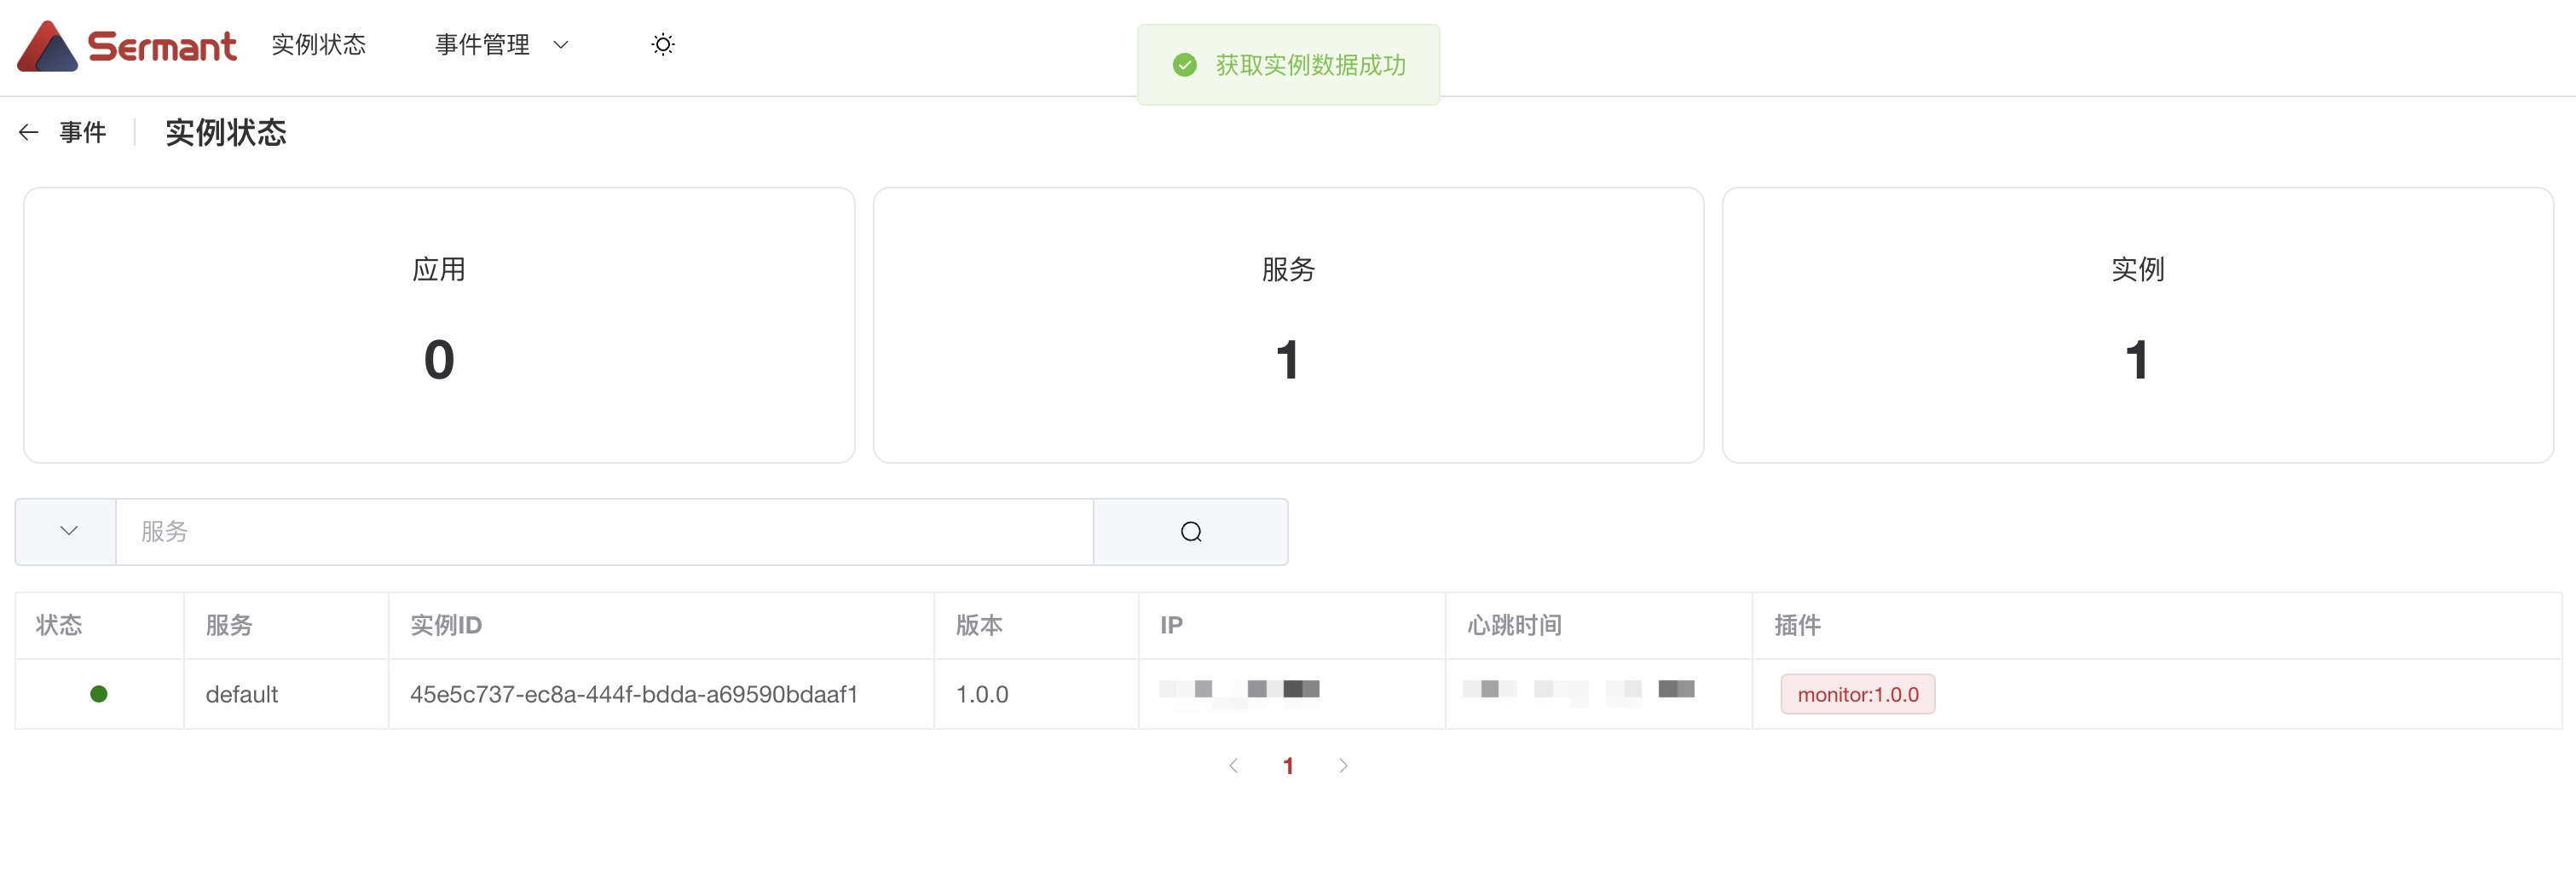 Sermant 实例状态 事件管理
获取实例数据成功
事件 实例状态
应用 服务 实例
0 1 1
服务
状态 服务 实例ID 版本 IP 心跳时间 插件
default 45e5c737-ec8a-444f-bdda-a69590bdaaf1 1.0.0 monitor:1.0.0
1